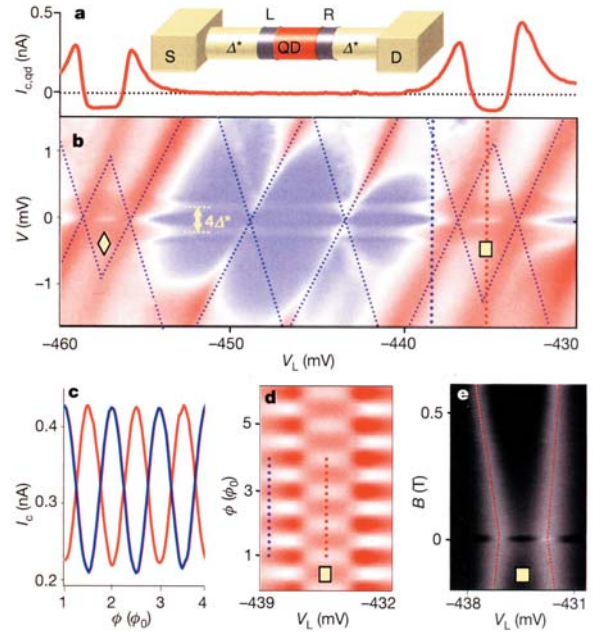 a
L R
S Δ* QD Δ* D
I_c,qd (nA)
0.5
0
b
V (mV)
1
0
−1
4Δ*
−460 −450 −440 −430
V_L (mV)
c
I_c (nA)
0.4
0.3
0.2
1 2 3 4
ϕ (ϕ₀)
d
ϕ (ϕ₀)
5
3
1
−439 −432
V_L (mV)
e
B (T)
0.5
0
−438 −431
V_L (mV)